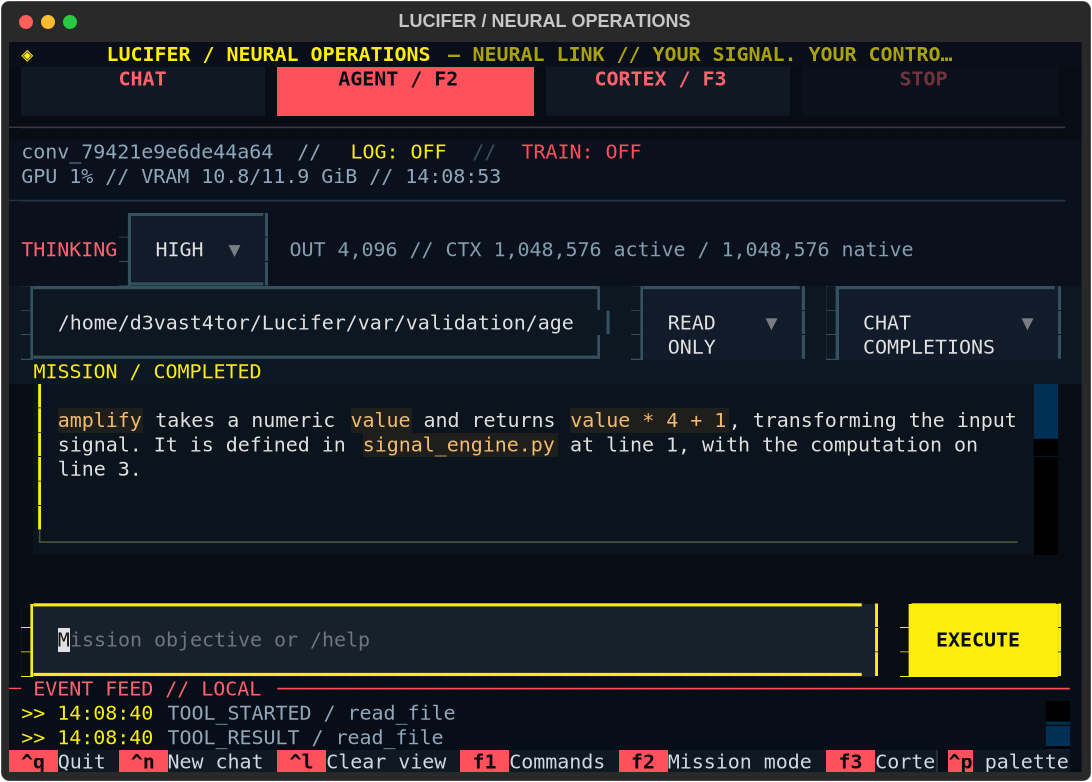 LUCIFER / NEURAL OPERATIONS
◈ LUCIFER / NEURAL OPERATIONS — NEURAL LINK // YOUR SIGNAL. YOUR CONTRO…
CHAT AGENT / F2 CORTEX / F3 STOP
conv_79421e9e6de44a64 // LOG: OFF // TRAIN: OFF
GPU 1% // VRAM 10.8/11.9 GiB // 14:08:53
THINKING HIGH ▼ OUT 4,096 // CTX 1,048,576 active / 1,048,576 native
/home/d3vast4tor/Lucifer/var/validation/age
READ ONLY ▼
CHAT COMPLETIONS ▼
MISSION / COMPLETED
amplify takes a numeric value and returns value * 4 + 1, transforming the input
signal. It is defined in signal_engine.py at line 1, with the computation on
line 3.
Mission objective or /help EXECUTE
EVENT FEED // LOCAL
>> 14:08:40 TOOL_STARTED / read_file
>> 14:08:40 TOOL_RESULT / read_file
^q Quit ^n New chat ^l Clear view f1 Commands f2 Mission mode f3 Corte ^p palette